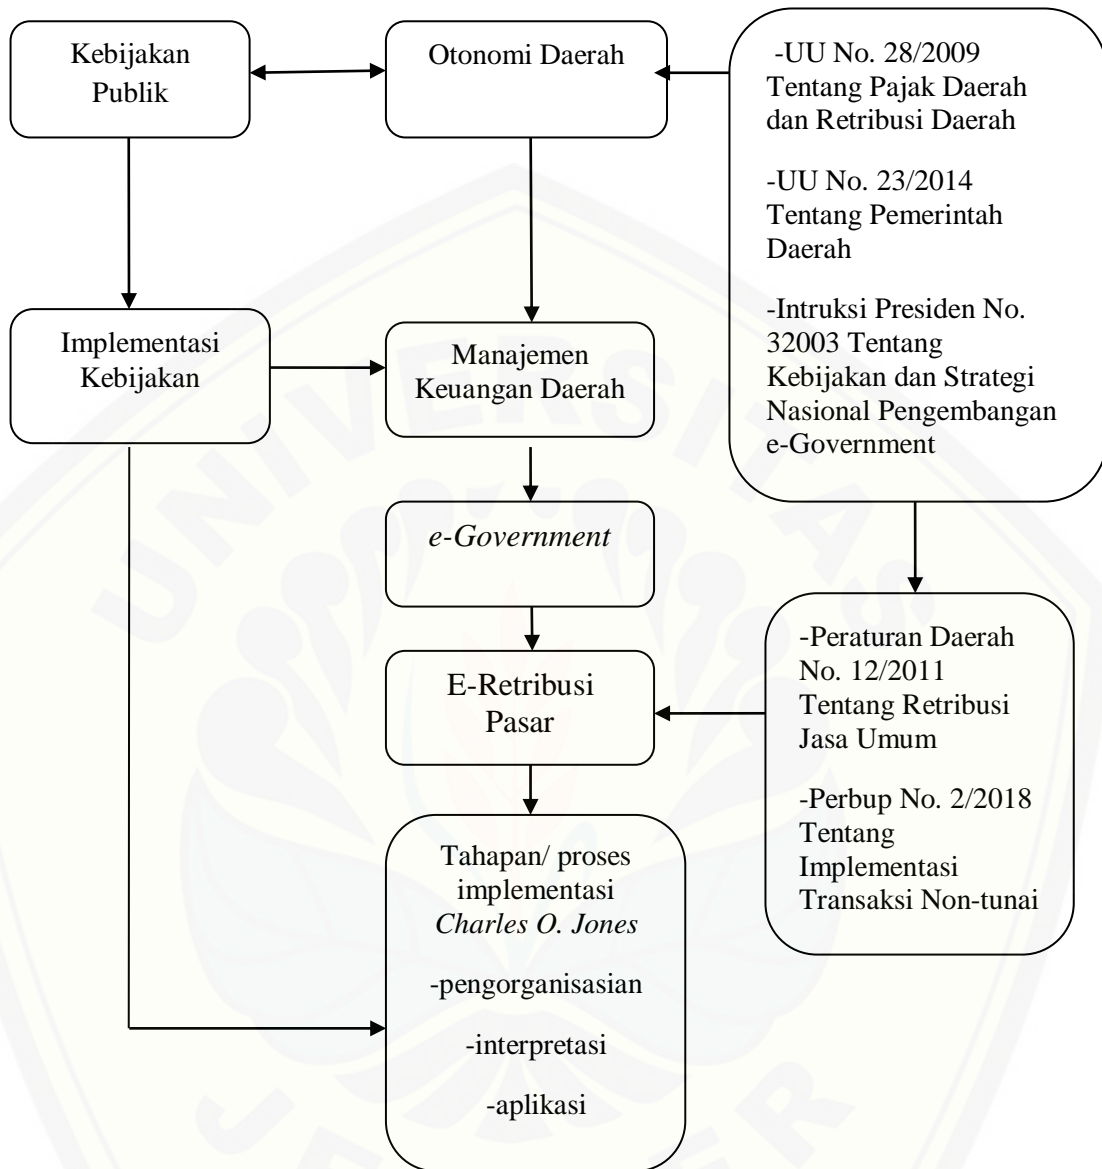 Kebijakan
Publik
Otonomi Daerah
-UU No. 28/2009
Tentang Pajak Daerah
dan Retribusi Daerah
-UU No. 23/2014
Tentang Pemerintah
Daerah
-Intruksi Presiden No.
32003 Tentang
Kebijakan dan Strategi
Nasional Pengembangan
e-Government
Implementasi
Kebijakan
Manajemen
Keuangan Daerah
e-Government
E-Retribusi
Pasar
-Peraturan Daerah
No. 12/2011
Tentang Retribusi
Jasa Umum
-Perbup No. 2/2018
Tentang
Implementasi
Transaksi Non-tunai
Tahapan/ proses
implementasi
Charles O. Jones
-pengorganisasian
-interpretasi
-aplikasi
UNIVERSITAS
JEMBER